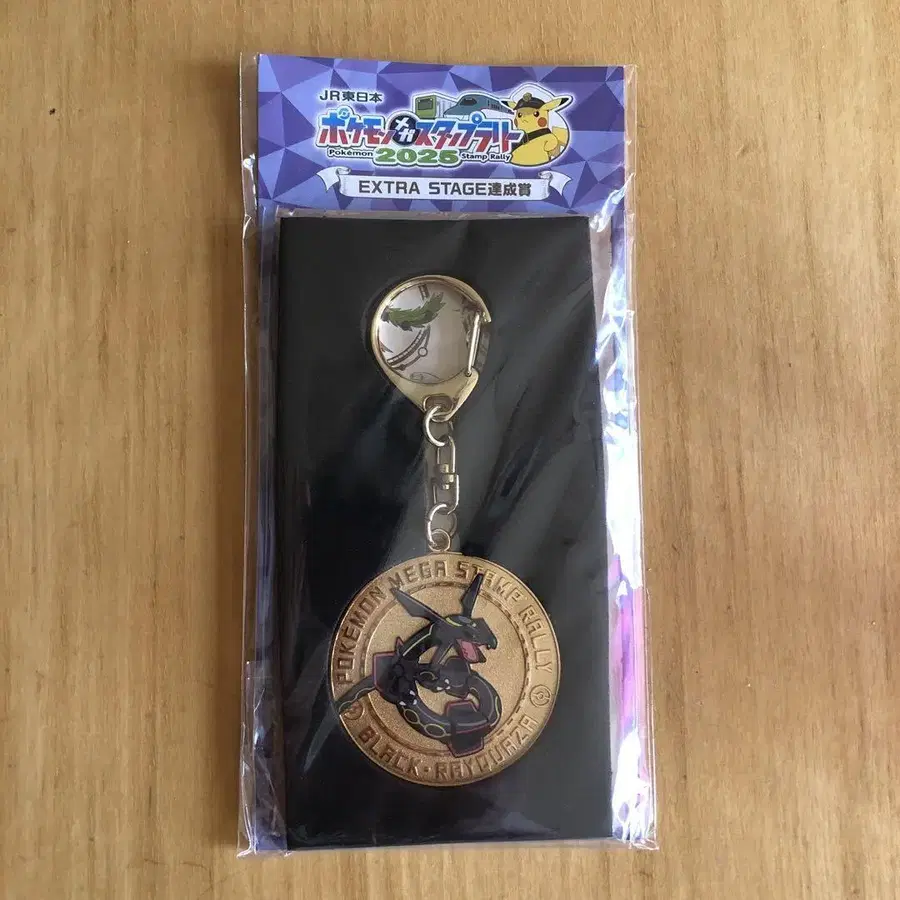 JR東日本
ポケモンメガスタンプラリー
Pokémon 2025 Stamp Rally
EXTRA STAGE達成賞
POKEMON MEGA STAMP RALLY
BLACK・RAYQUAZA